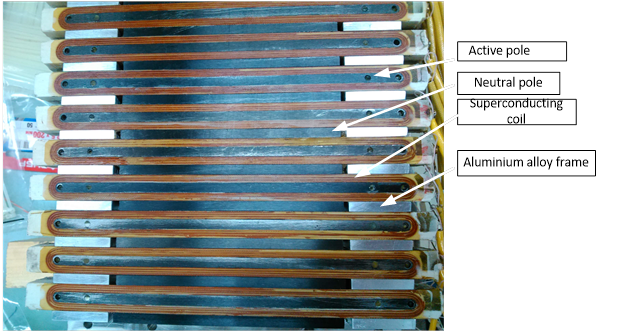 Active pole
Neutral pole
Superconducting
coil
Aluminium alloy frame